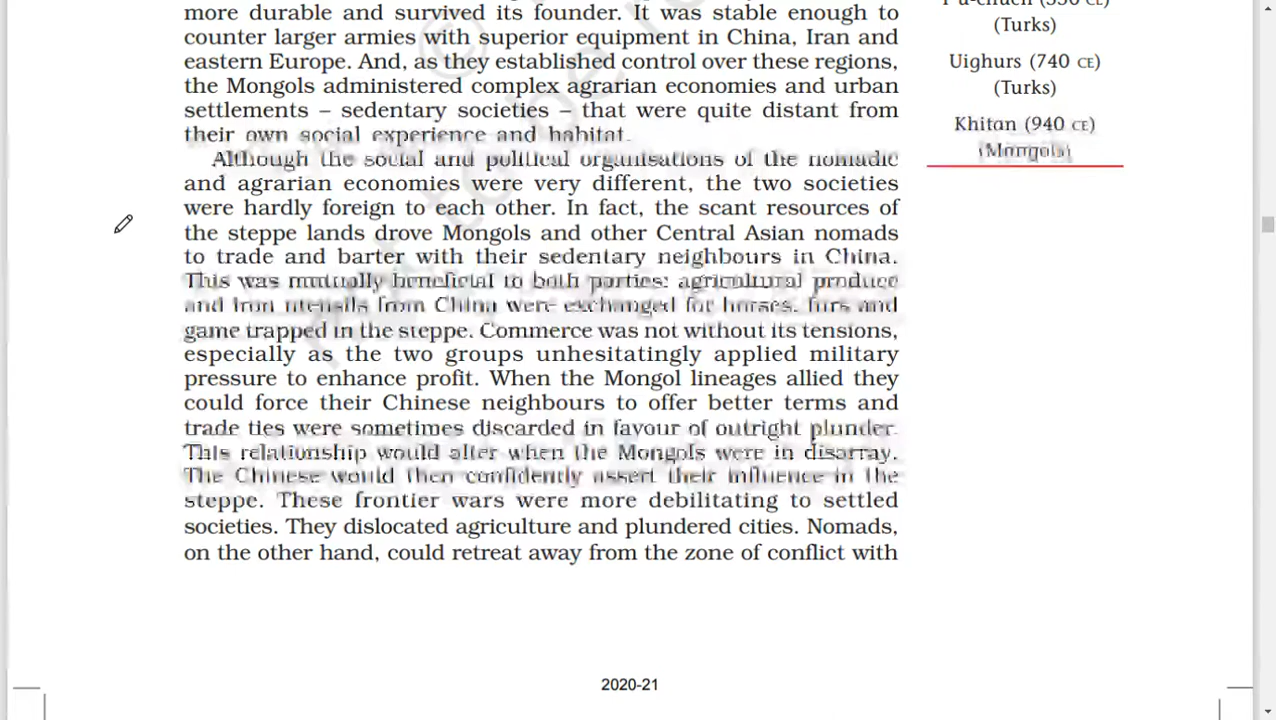 more durable and survived its founder. It was stable enough to
counter larger armies with superior equipment in China, Iran and
eastern Europe. And, as they established control over these regions,
the Mongols administered complex agrarian economies and urban
settlements – sedentary societies – that were quite distant from
their own social experience and habitat.
Although the social and political organisations of the nomadic
and agrarian economies were very different, the two societies
were hardly foreign to each other. In fact, the scant resources of
the steppe lands drove Mongols and other Central Asian nomads
to trade and barter with their sedentary neighbours in China.
This was mutually beneficial to both parties: agricultural produce
and iron utensils from China were exchanged for horses, furs and
game trapped in the steppe. Commerce was not without its tensions,
especially as the two groups unhesitatingly applied military
pressure to enhance profit. When the Mongol lineages allied they
could force their Chinese neighbours to offer better terms and
trade ties were sometimes discarded in favour of outright plunder.
This relationship would alter when the Mongols were in disarray.
The Chinese would then confidently assert their influence in the
steppe. These frontier wars were more debilitating to settled
societies. They dislocated agriculture and plundered cities. Nomads,
on the other hand, could retreat away from the zone of conflict with
(Turks)
Uighurs (740 CE)
(Turks)
Khitan (940 CE)
(Mongols)
2020-21